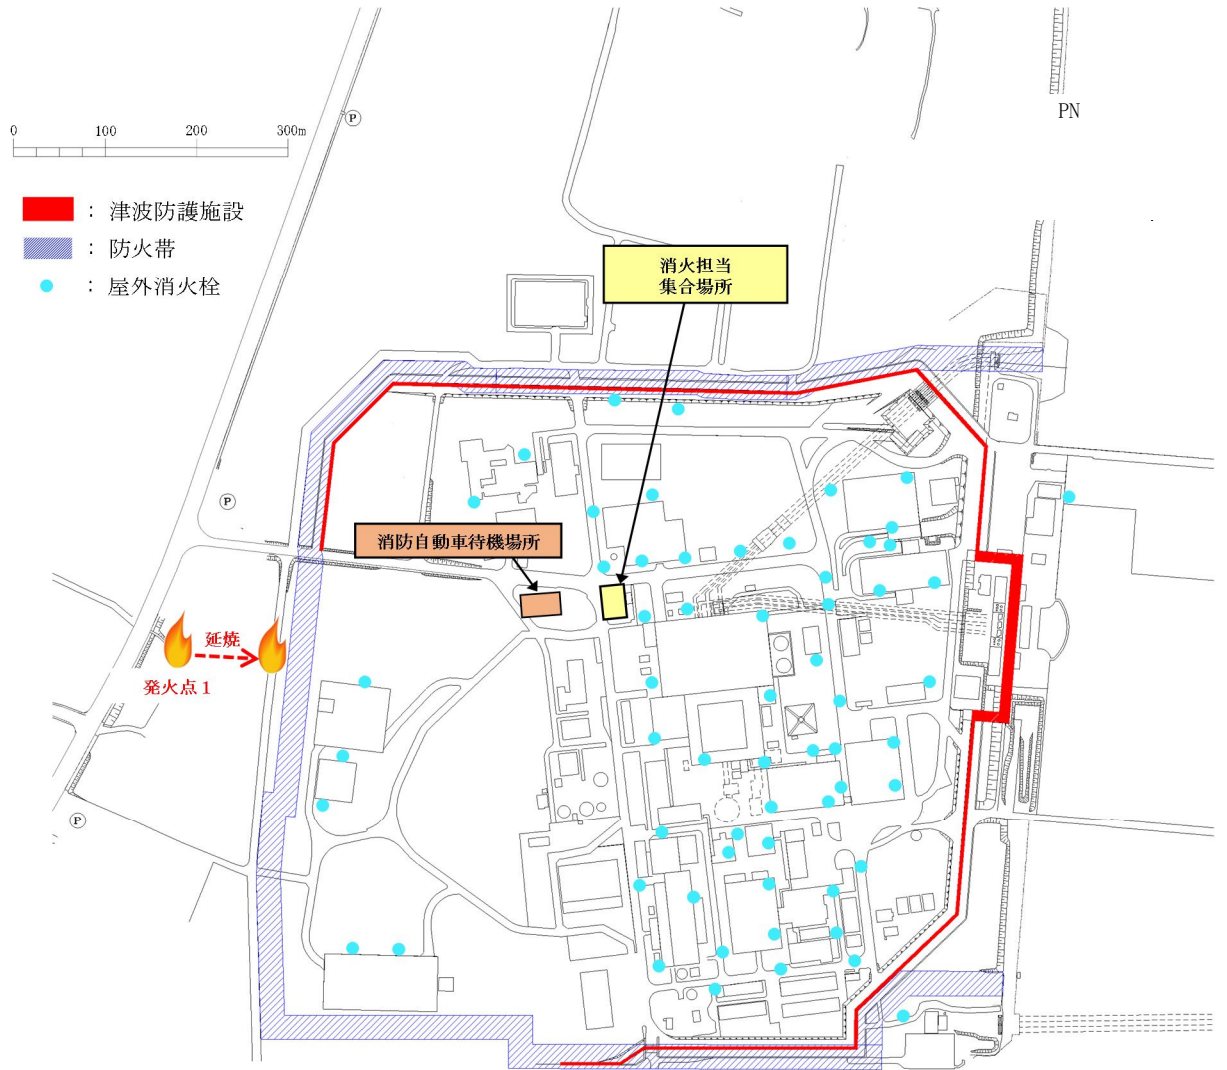 PN
P
0 100 200 300m
: 津波防護施設
: 防火帯
: 屋外消火栓
消火担当
集合場所
P
消防自動車待機場所
延焼
発火点1
P